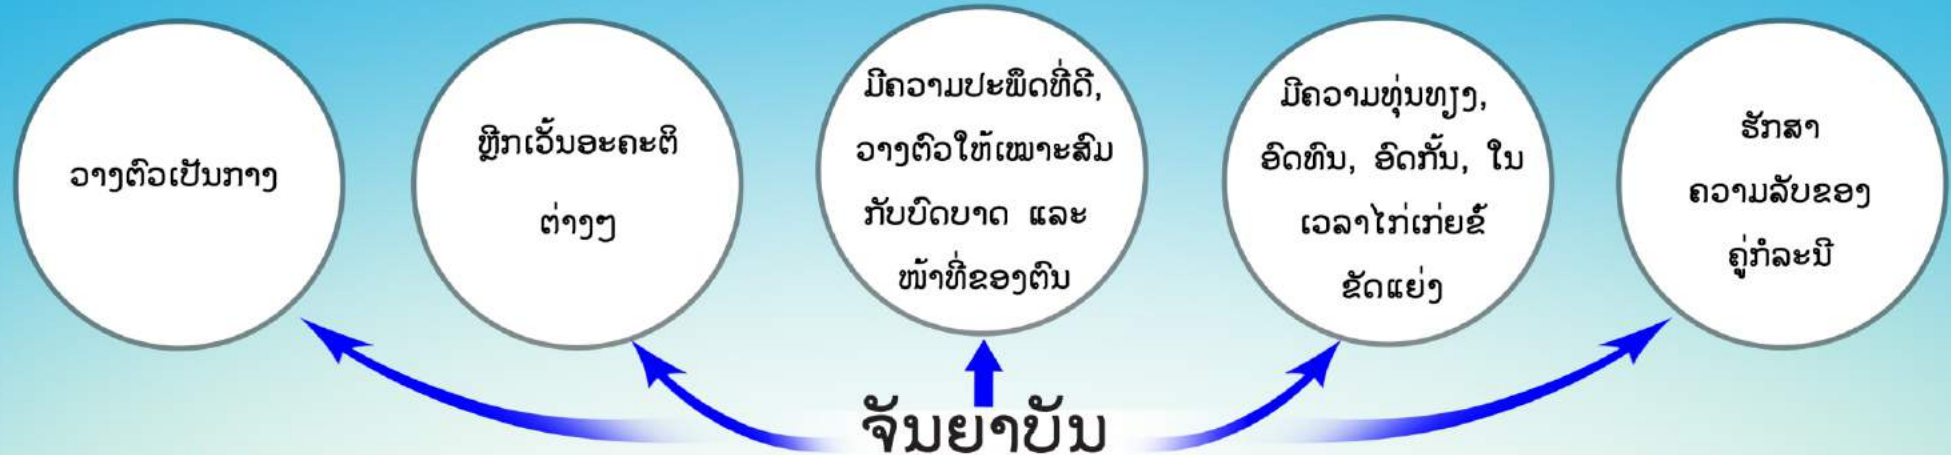 ວາງຕົວເປັນກາງ
ຫຼີກເວັ້ນອະຄະຕິ
ຕ່າງໆ
ມີຄວາມປະພຶດທີ່ດີ,
ວາງຕົວໃຫ້ເໝາະສົມ
ກັບບົດບາດ ແລະ
ໜ້າທີ່ຂອງຕົນ
ມີຄວາມທຸ່ນທຽງ,
ອົດທົນ, ອົດກັ້ນ, ໃນ
ເວລາໄກ່ເກ່ຍຂໍ້
ຂັດແຍ່ງ
ຮັກສາ
ຄວາມລັບຂອງ
ຄູ່ກໍລະນີ
ຈັນຍາບັນ